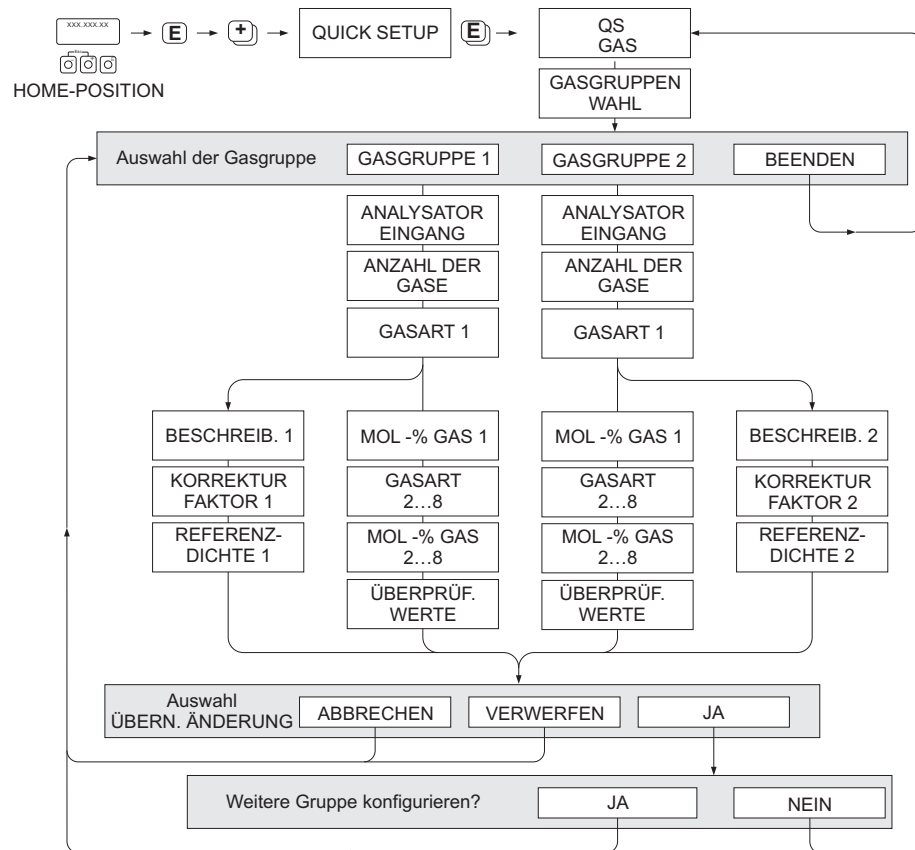 xxx.xxx.xx
Esc
E
+
QUICK SETUP
E
QS
GAS
HOME-POSITION
- + E
GASGRUPPEN
WAHL
Auswahl der Gasgruppe
GASGRUPPE 1
GASGRUPPE 2
BEENDEN
ANALYSATOR
EINGANG
ANALYSATOR
EINGANG
ANZAHL DER
GASE
ANZAHL DER
GASE
GASART 1
GASART 1
BESCHREIB. 1
MOL -% GAS 1
MOL -% GAS 1
BESCHREIB. 2
KORREKTUR
FAKTOR 1
GASART
2...8
GASART
2...8
KORREKTUR
FAKTOR 2
REFERENZ-
DICHTE 1
MOL -% GAS
2...8
MOL -% GAS
2...8
REFERENZ-
DICHTE 2
ÜBERPRÜF.
WERTE
ÜBERPRÜF.
WERTE
Auswahl
ÜBERN. ÄNDERUNG
ABBRECHEN
VERWERFEN
JA
Weitere Gruppe konfigurieren?
JA
NEIN